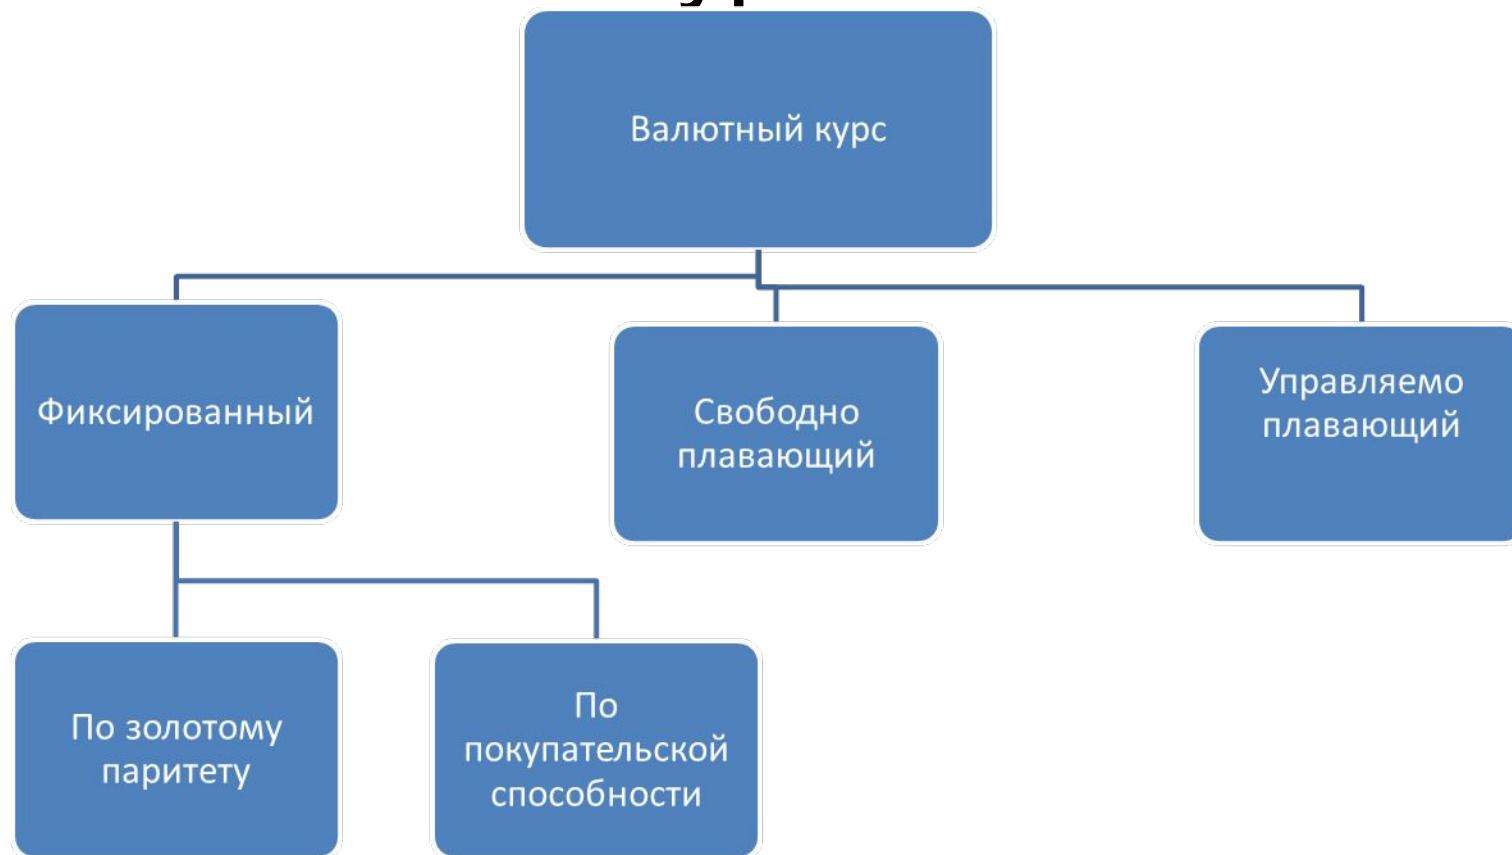 Валютный курс
Фиксированный
Свободно
плавающий
Управляемо
плавающий
По золотому
паритету
По
покупательской
способности